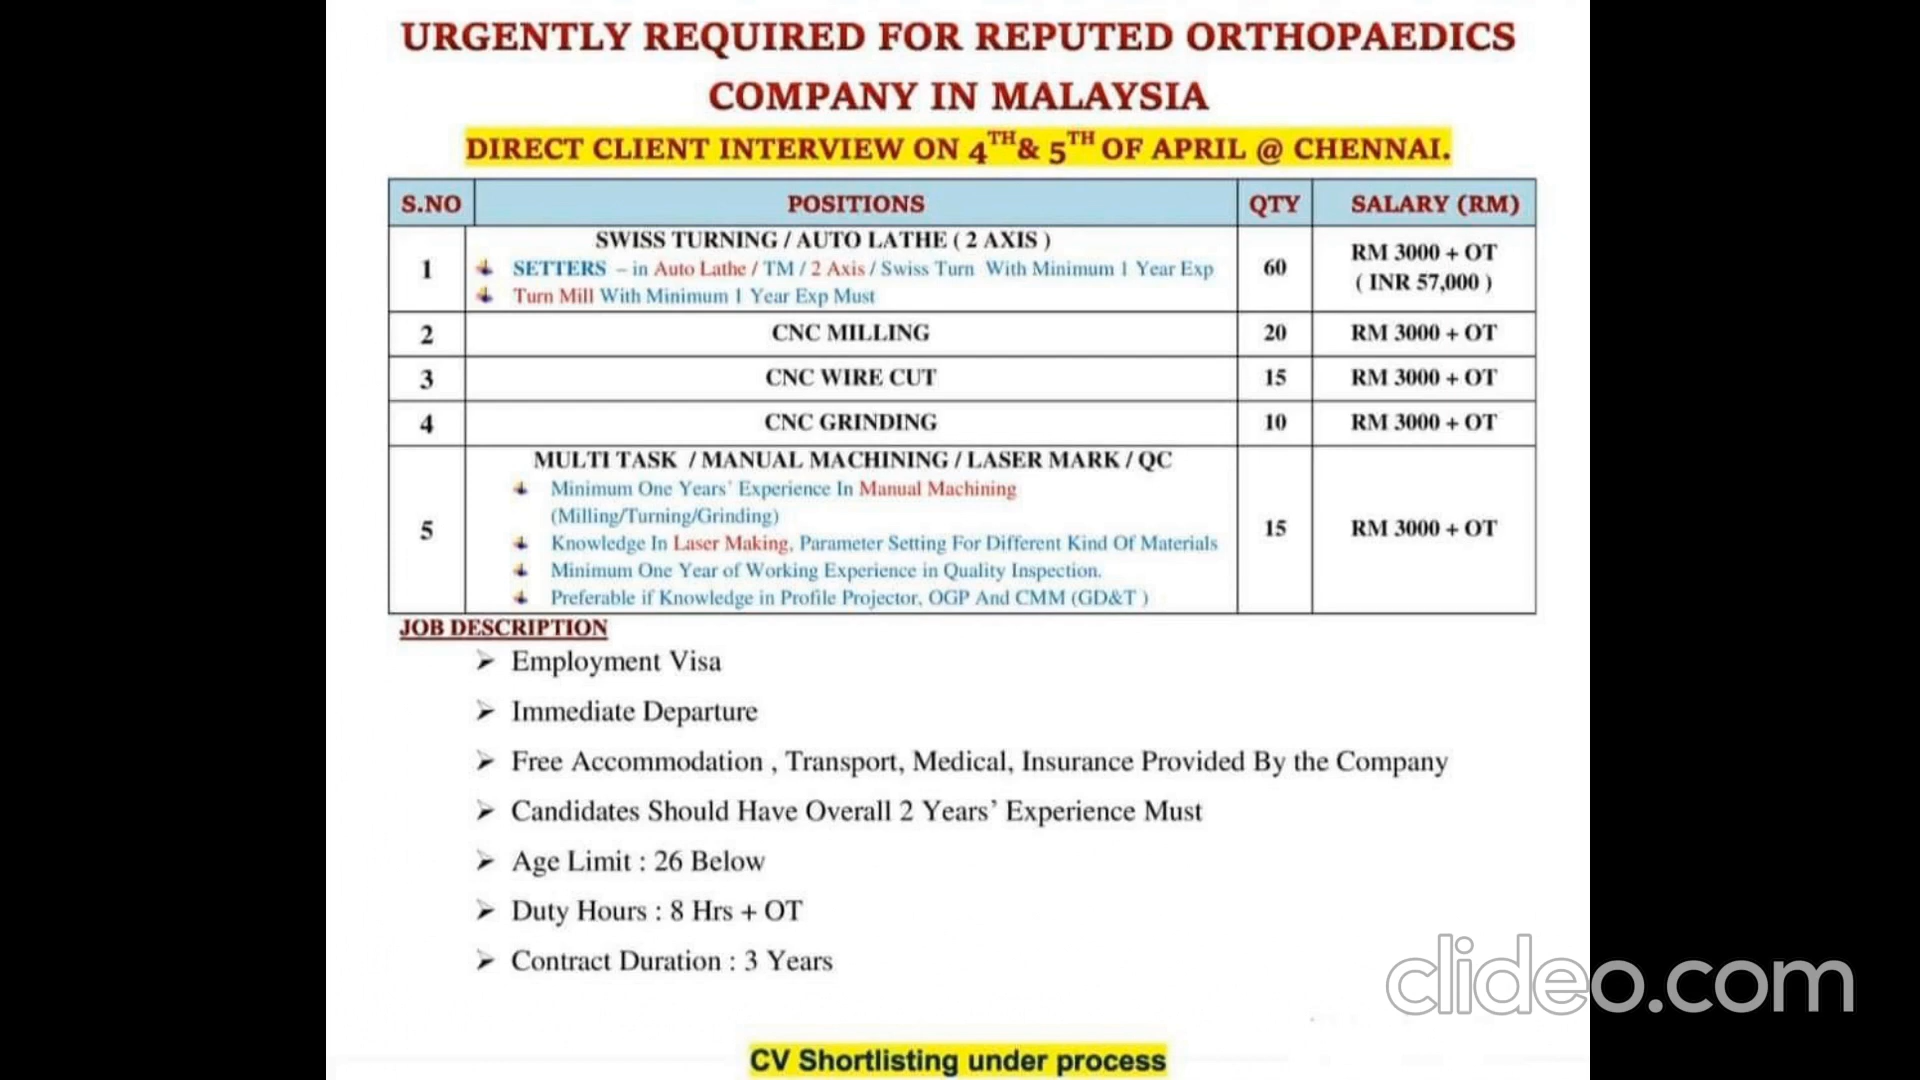 URGENTLY REQUIRED FOR REPUTED ORTHOPAEDICS
COMPANY IN MALAYSIA
DIRECT CLIENT INTERVIEW ON 4TH& 5TH OF APRIL @ CHENNAI.
S.NO POSITIONS QTY SALARY (RM)
1 SWISS TURNING / AUTO LATHE ( 2 AXIS ) 60 RM 3000 + OT
SETTERS – in Auto Lathe / TM / 2 Axis / Swiss Turn With Minimum 1 Year Exp ( INR 57,000 )
Turn Mill With Minimum 1 Year Exp Must
2 CNC MILLING 20 RM 3000 + OT
3 CNC WIRE CUT 15 RM 3000 + OT
4 CNC GRINDING 10 RM 3000 + OT
5 MULTI TASK / MANUAL MACHINING / LASER MARK / QC 15 RM 3000 + OT
Minimum One Years' Experience In Manual Machining
(Milling/Turning/Grinding)
Knowledge In Laser Making, Parameter Setting For Different Kind Of Materials
Minimum One Year of Working Experience in Quality Inspection.
Preferable if Knowledge in Profile Projector, OGP And CMM (GD&T )
JOB DESCRIPTION
➢ Employment Visa
➢ Immediate Departure
➢ Free Accommodation , Transport, Medical, Insurance Provided By the Company
➢ Candidates Should Have Overall 2 Years’ Experience Must
➢ Age Limit : 26 Below
➢ Duty Hours : 8 Hrs + OT
➢ Contract Duration : 3 Years
clideo.com
CV Shortlisting under process